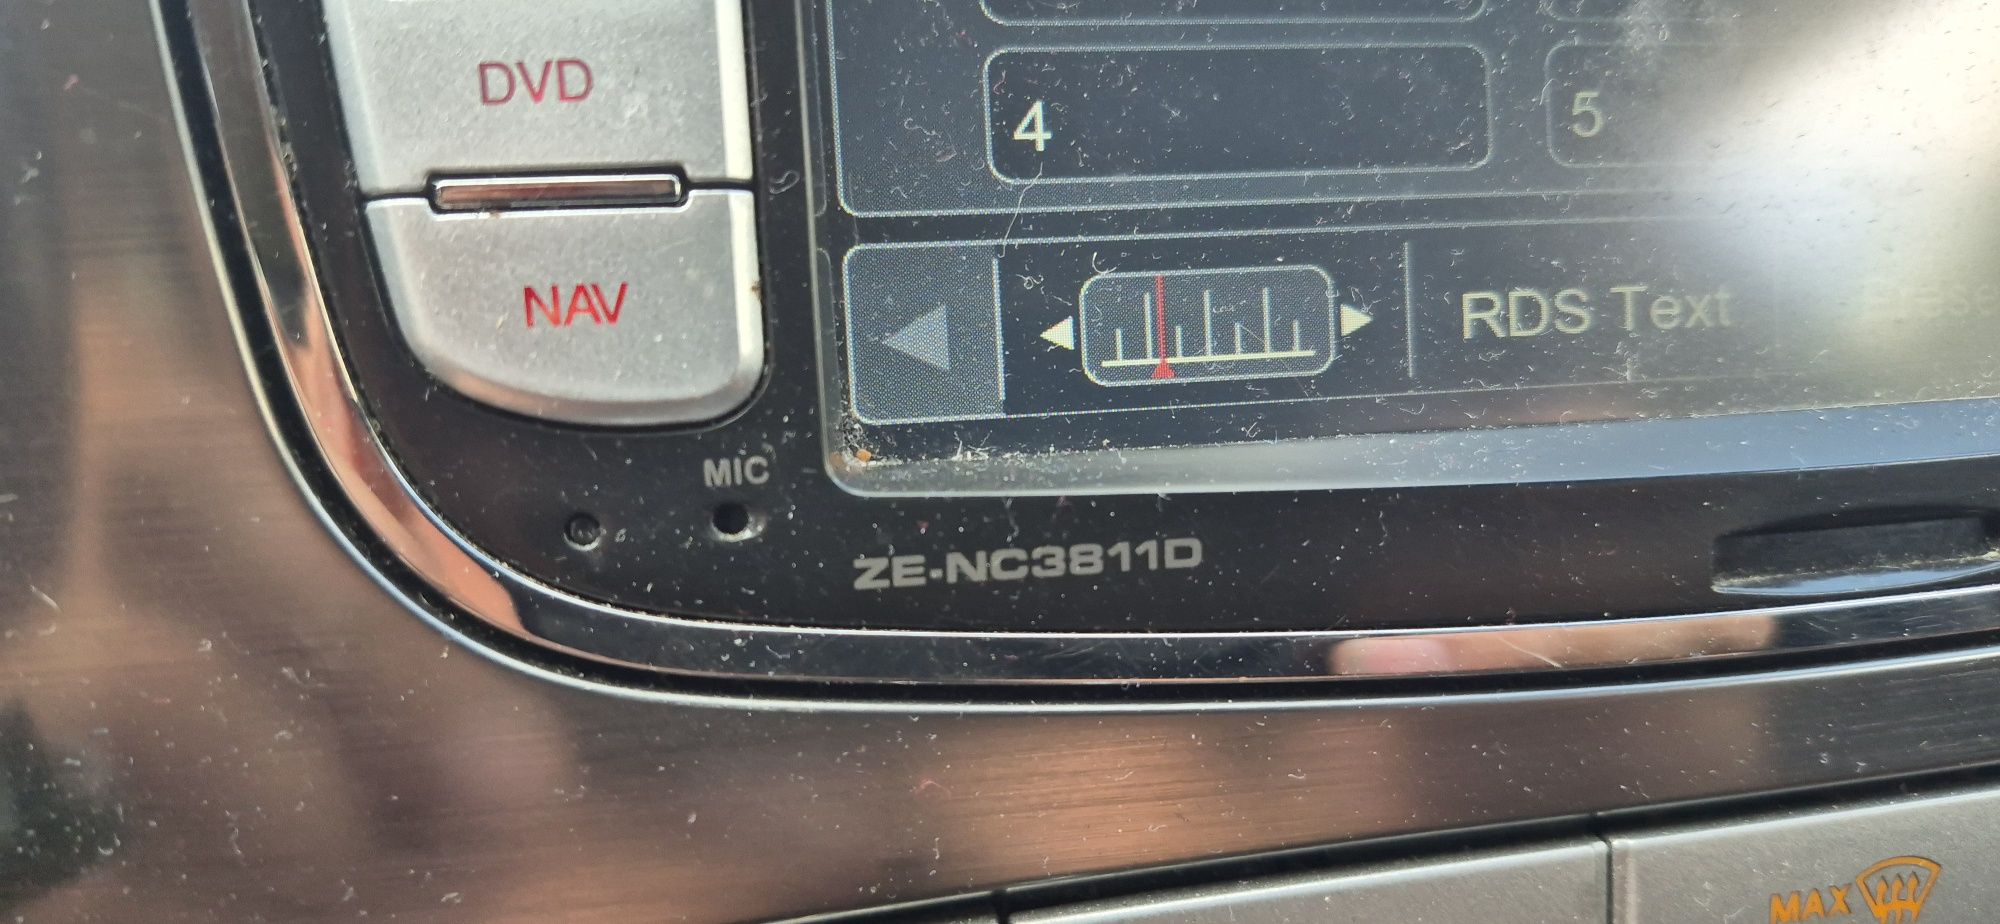 DVD
4
5
NAV
RDS Text
MIC
ZE-NC3811D
MAX